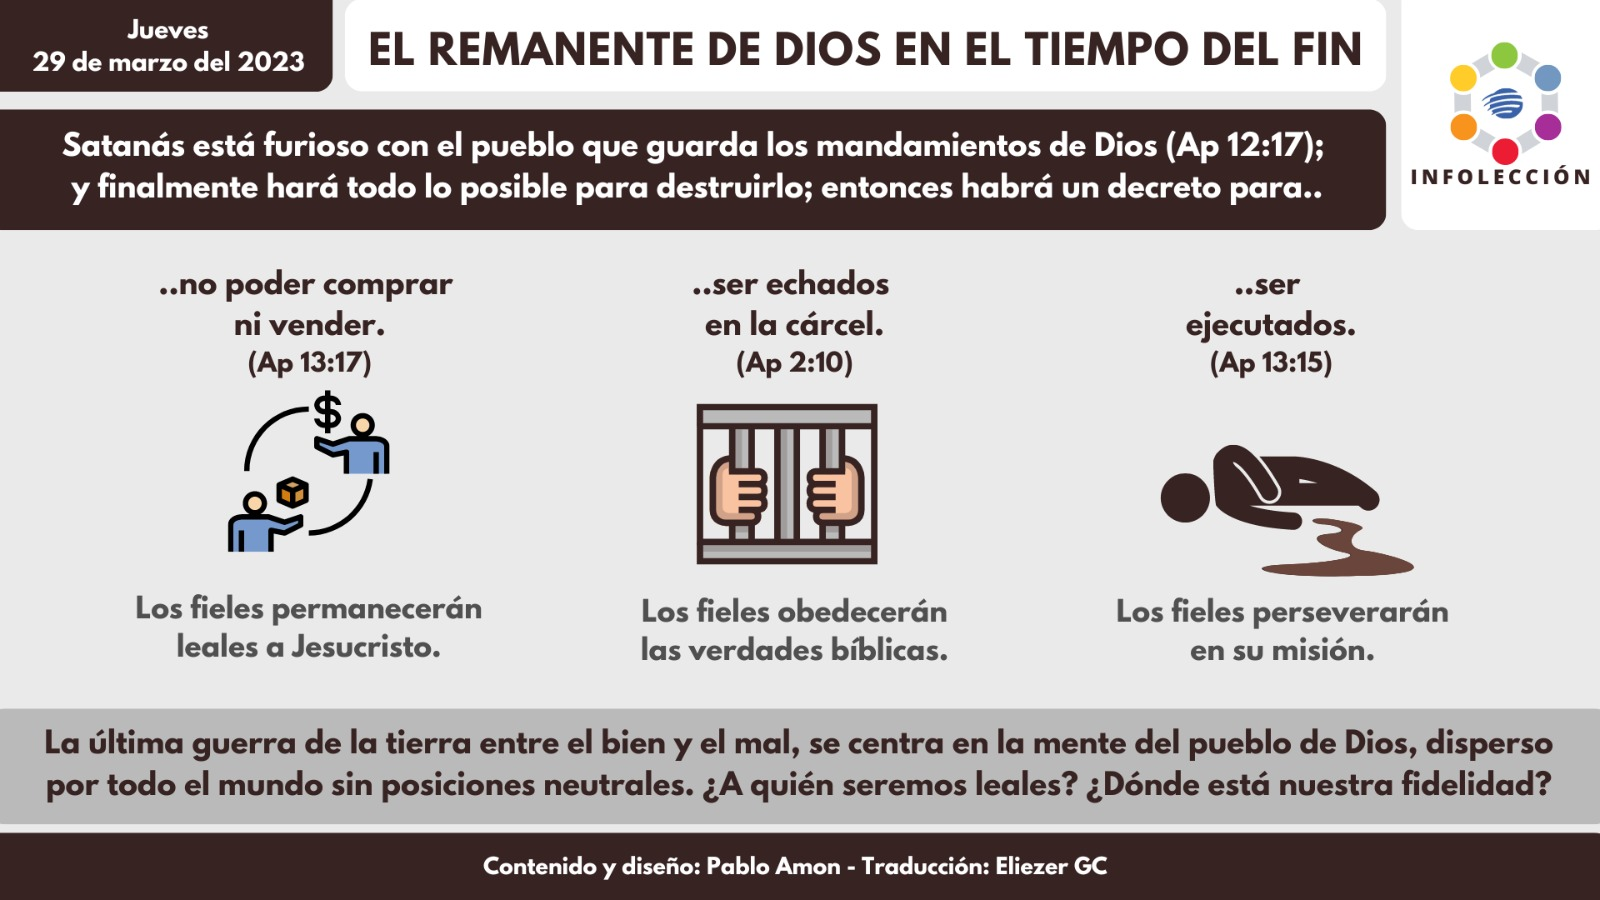 Jueves
29 de marzo del 2023
EL REMANENTE DE DIOS EN EL TIEMPO DEL FIN
INFOLECCIÓN
Satanás está furioso con el pueblo que guarda los mandamientos de Dios (Ap 12:17);
y finalmente hará todo lo posible para destruirlo; entonces habrá un decreto para..
..no poder comprar
ni vender.
(Ap 13:17)
$
Los fieles permanecerán
leales a Jesucristo.
..ser echados
en la cárcel.
(Ap 2:10)
Los fieles obedecerán
las verdades bíblicas.
..ser
ejecutados.
(Ap 13:15)
Los fieles perseverarán
en su misión.
La última guerra de la tierra entre el bien y el mal, se centra en la mente del pueblo de Dios, disperso
por todo el mundo sin posiciones neutrales. ¿A quién seremos leales? ¿Dónde está nuestra fidelidad?
Contenido y diseño: Pablo Amon - Traducción: Eliezer GC